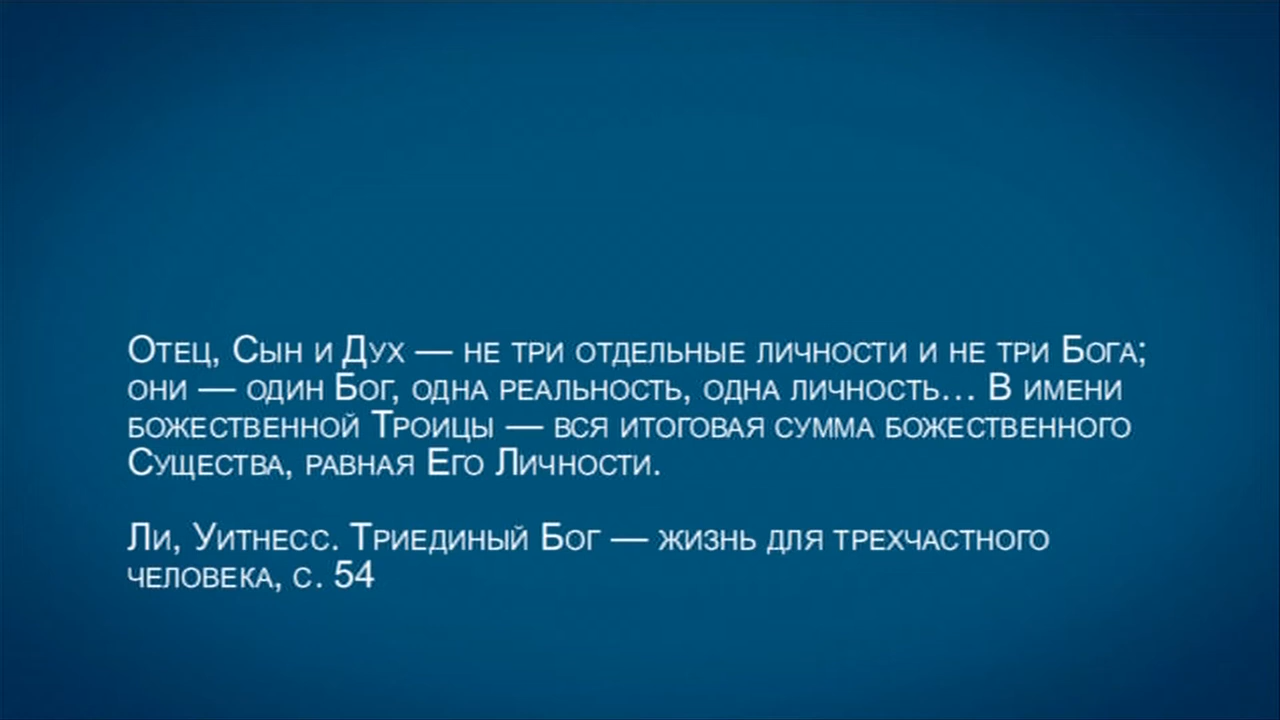 Отец, Сын и Дух — не три отдельные личности и не три Бога;
они — один Бог, одна реальность, одна личность... В имени
божественной Троицы — вся итоговая сумма божественного
Существа, равная Его Личности.
Ли, Уитнесс. Триединый Бог — жизнь для трехчастного
человека, с. 54